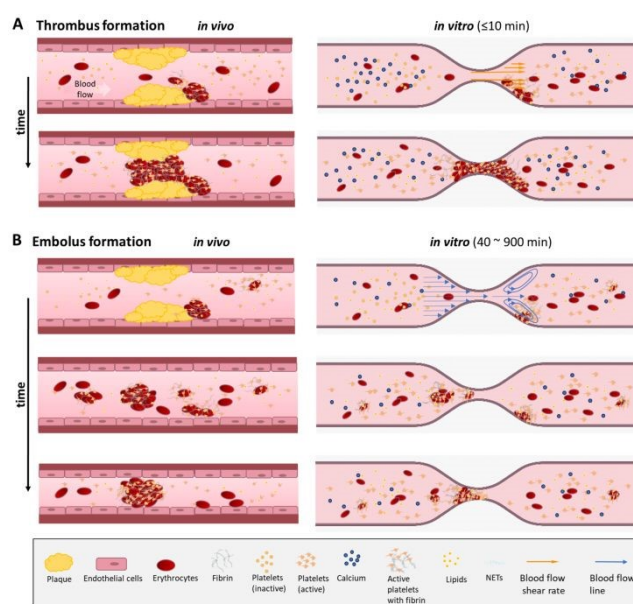 A Thrombus formation in vivo in vitro (≤10 min)
Blood
flow
time
B Embolus formation in vivo in vitro (40 ~ 900 min)
time
Plaque
Endothelial cells
Erythrocytes
Fibrin
Platelets
(inactive)
Platelets
(active)
Calcium
Active
platelets
with fibrin
Lipids
NETs
Blood flow
shear rate
Blood flow
line